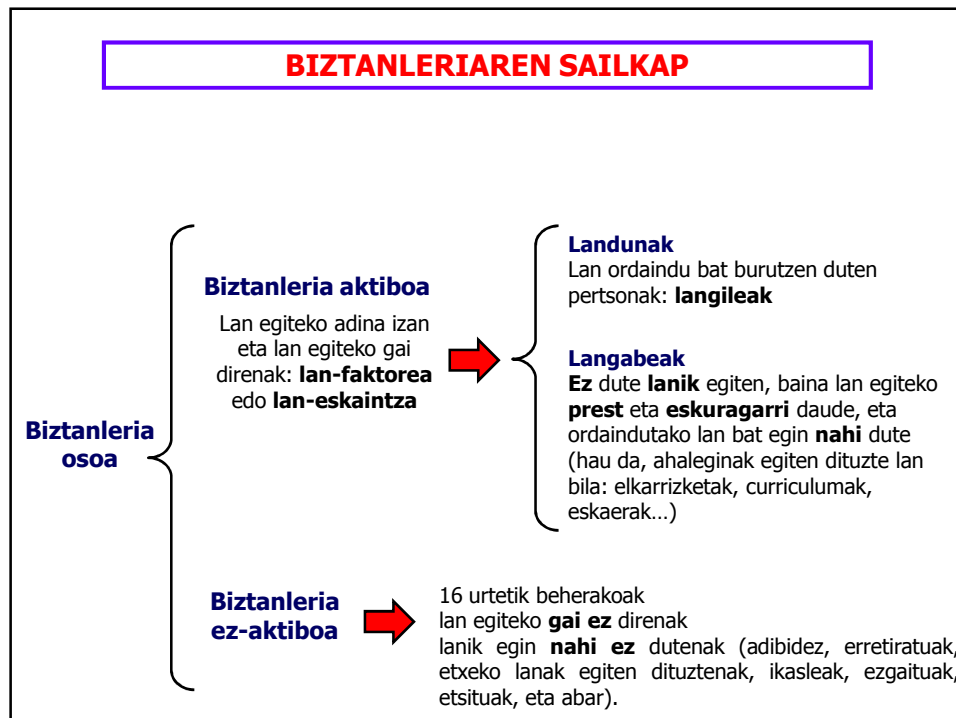 BIZTANLERIAREN SAILKAP
Biztanleria
osoa
Biztanleria aktiboa
Lan egiteko adina izan
eta lan egiteko gai
direnak: lan-faktorea
edo lan-eskaintza
Landunak
Lan ordaindu bat burutzen duten
pertsonak: langileak
Langabeak
Ez dute lanik egiten, baina lan egiteko
prest eta eskuragarri daude, eta
ordaindutako lan bat egin nahi dute
(hau da, ahaleginak egiten dituzte lan
bila: elkarrizketak, curriculumak,
eskaerak…)
Biztanleria
ez-aktiboa
16 urtetik beherakoak
lan egiteko gai ez direnak
lanik egin nahi ez dutenak (adibidez, erretiratuak,
etxeko lanak egiten dituztenak, ikasleak, ezgaituak,
etsituak, eta abar).